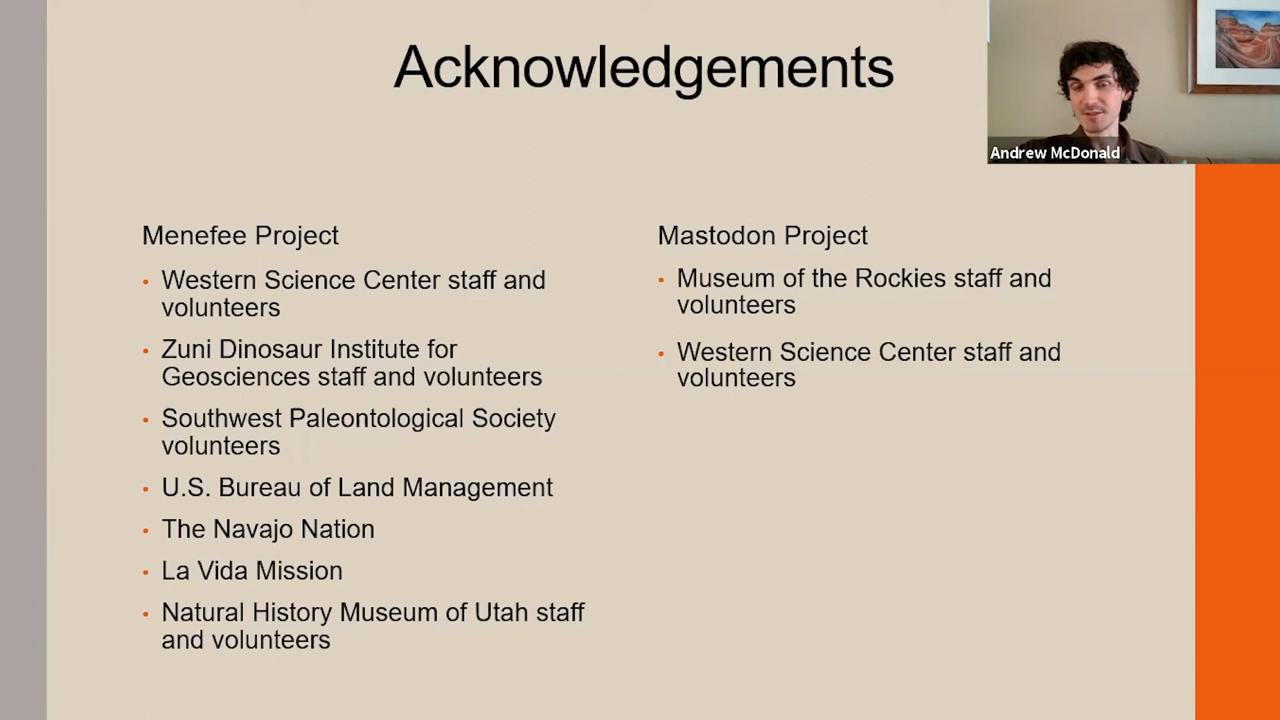 Acknowledgements
Andrew McDonald
Menefee Project
• Western Science Center staff and
volunteers
• Zuni Dinosaur Institute for
Geosciences staff and volunteers
• Southwest Paleontological Society
volunteers
• U.S. Bureau of Land Management
• The Navajo Nation
• La Vida Mission
• Natural History Museum of Utah staff
and volunteers
Mastodon Project
• Museum of the Rockies staff and
volunteers
• Western Science Center staff and
volunteers